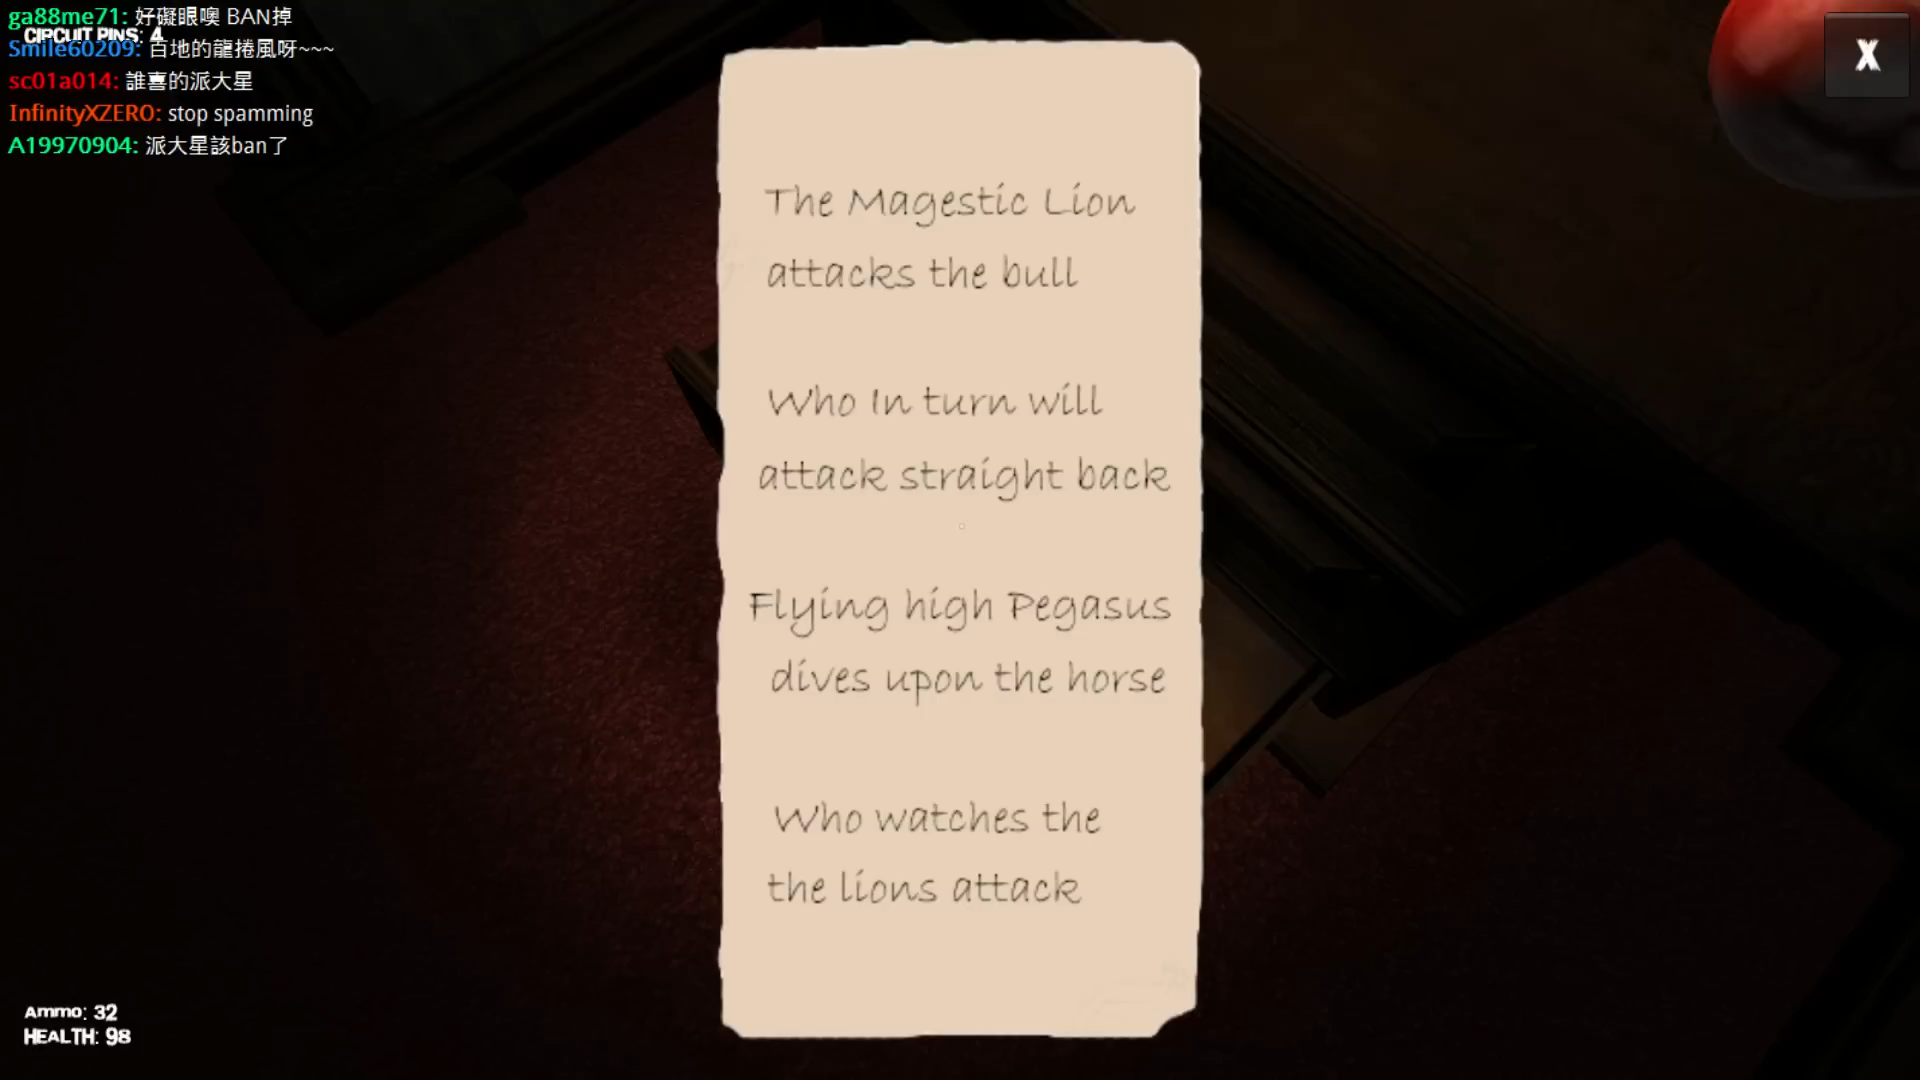 ga88me71: 好礙眼噢 BAN掉
CIRCUIT PINS: 4
Smile60209: 百地的龍捲風呀~~~
sc01a014: 誰喜的派大星
InfinityXZERO: stop spamming
A19970904: 派大星該ban了
X
The Magestic Lion
attacks the bull
Who In turn will
attack straight back
Flying high Pegasus
dives upon the horse
Who watches the
the lions attack
Ammo: 32
HEALTH: 98